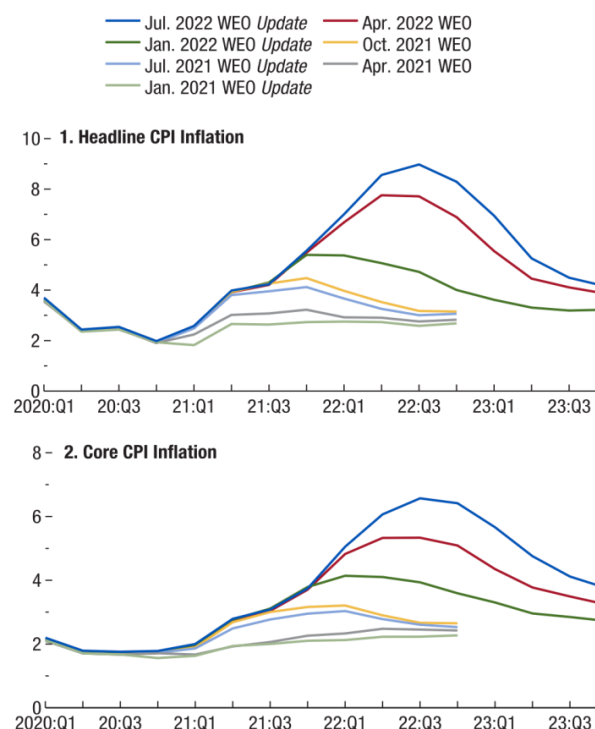 Jul. 2022 WEO Update Apr. 2022 WEO
Jan. 2022 WEO Update Oct. 2021 WEO
Jul. 2021 WEO Update Apr. 2021 WEO
Jan. 2021 WEO Update
1. Headline CPI Inflation
10
8
6
4
2
0
2020:Q1 20:Q3 21:Q1 21:Q3 22:Q1 22:Q3 23:Q1 23:Q3
2. Core CPI Inflation
8
6
4
2
0
2020:Q1 20:Q3 21:Q1 21:Q3 22:Q1 22:Q3 23:Q1 23:Q3